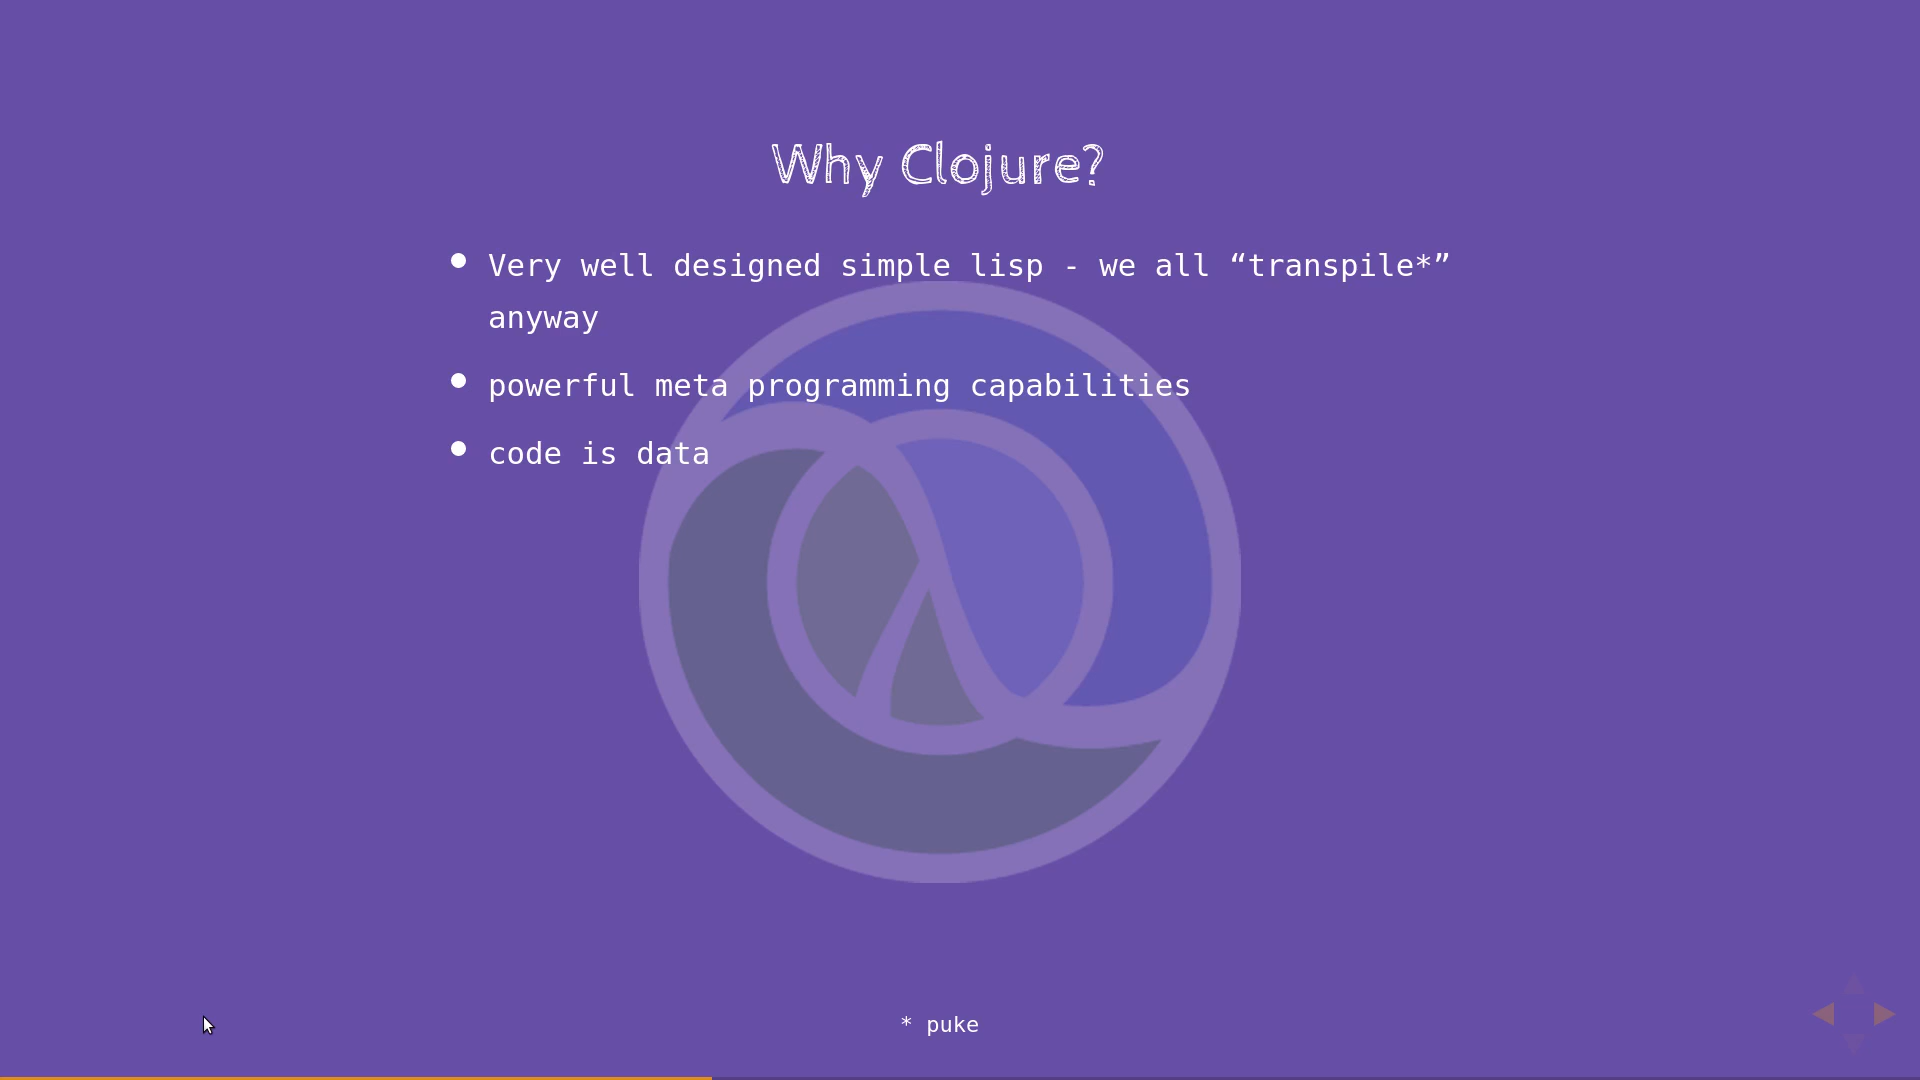 Why Clojure?
• Very well designed simple lisp - we all “transpile*”
anyway
• powerful meta programming capabilities
• code is data
* puke